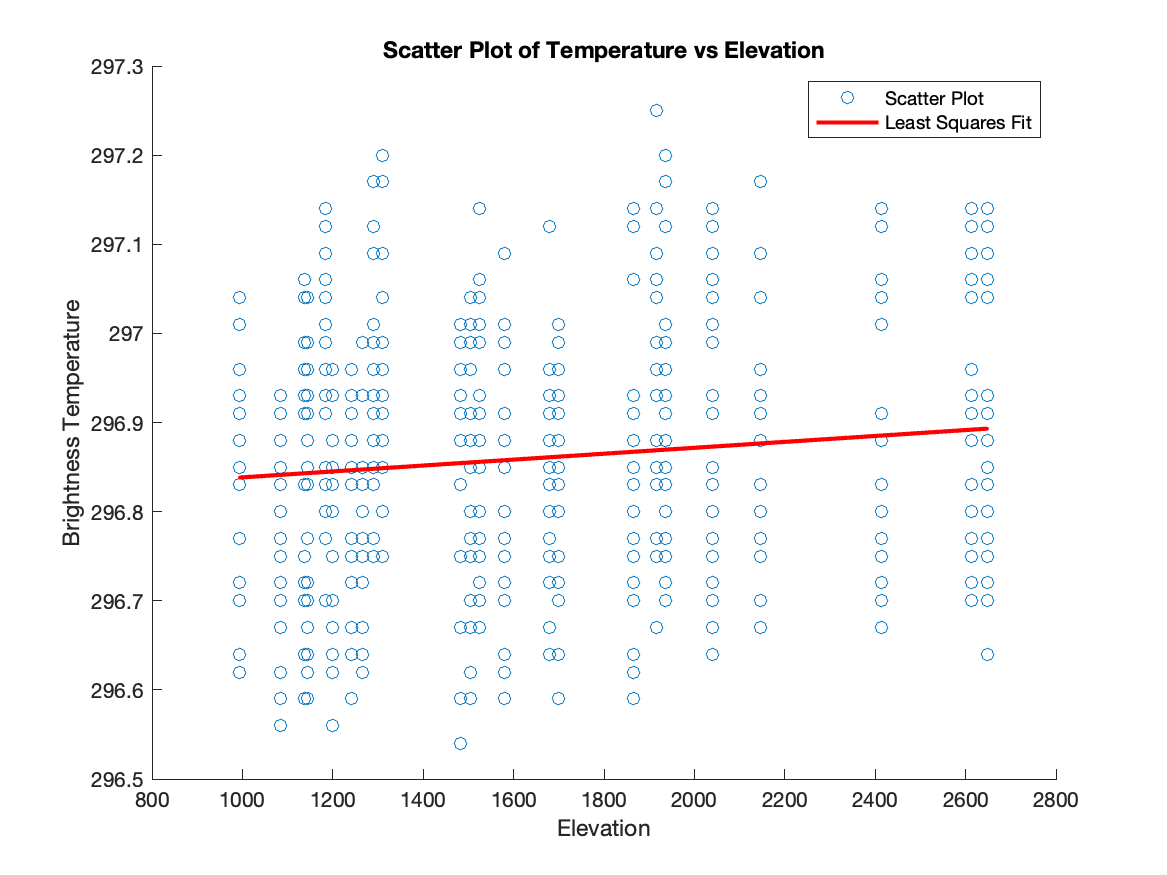 Scatter Plot of Temperature vs Elevation
297.3
297.2
297.1
297
296.9
296.8
296.7
296.6
296.5
Brightness Temperature
Scatter Plot
Least Squares Fit
800 1000 1200 1400 1600 1800 2000 2200 2400 2600 2800
Elevation